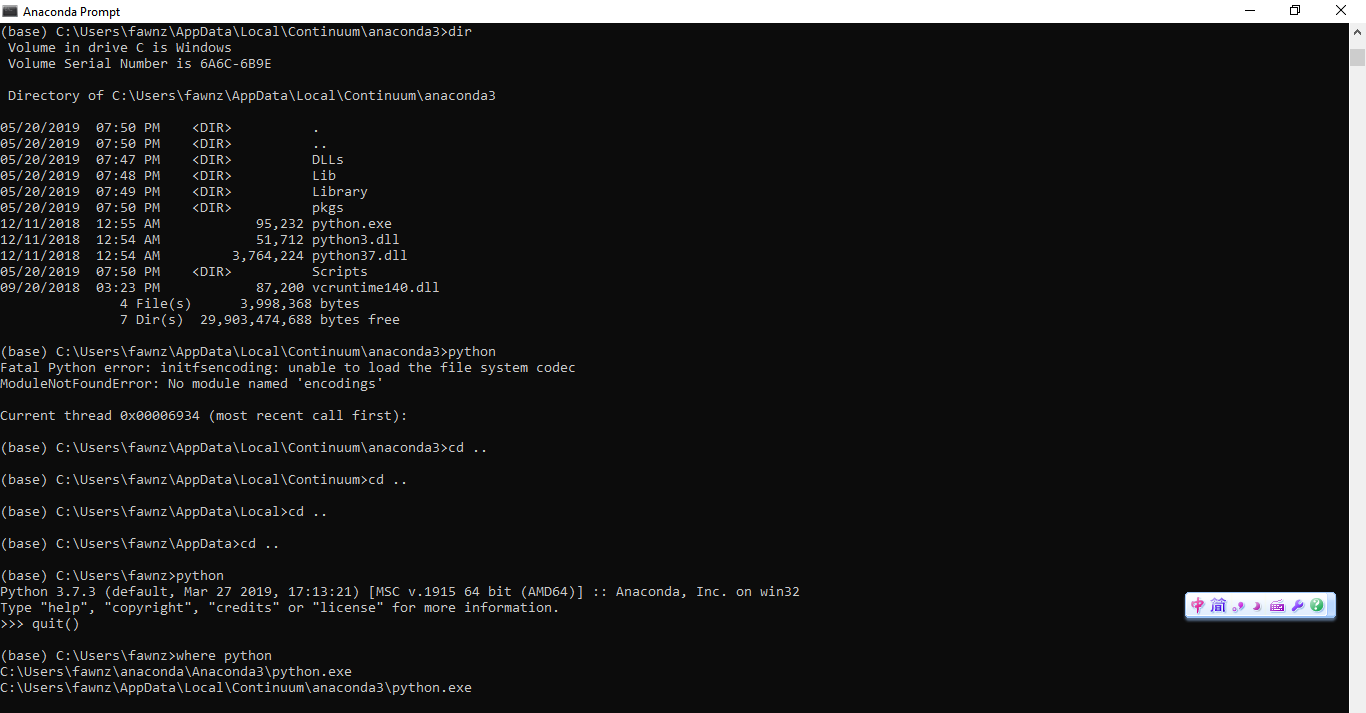 Anaconda Prompt
(base) C:\Users\fawnz\AppData\Local\Continuum\anaconda3>dir
 Volume in drive C is Windows
 Volume Serial Number is 6A6C-6B9E

 Directory of C:\Users\fawnz\AppData\Local\Continuum\anaconda3

05/20/2019  07:50 PM    <DIR>          .
05/20/2019  07:50 PM    <DIR>          ..
05/20/2019  07:47 PM    <DIR>          DLLs
05/20/2019  07:48 PM    <DIR>          Lib
05/20/2019  07:49 PM    <DIR>          Library
05/20/2019  07:50 PM    <DIR>          pkgs
12/11/2018  12:55 AM            95,232 python.exe
12/11/2018  12:54 AM            51,712 python3.dll
12/11/2018  12:54 AM         3,764,224 python37.dll
05/20/2019  07:50 PM    <DIR>          Scripts
09/20/2018  03:23 PM            87,200 vcruntime140.dll
               4 File(s)      3,998,368 bytes
               7 Dir(s)  29,903,474,688 bytes free

(base) C:\Users\fawnz\AppData\Local\Continuum\anaconda3>python
Fatal Python error: initfsencoding: unable to load the file system codec
ModuleNotFoundError: No module named 'encodings'

Current thread 0x00006934 (most recent call first):

(base) C:\Users\fawnz\AppData\Local\Continuum\anaconda3>cd ..

(base) C:\Users\fawnz\AppData\Local\Continuum>cd ..

(base) C:\Users\fawnz\AppData\Local>cd ..

(base) C:\Users\fawnz\AppData>cd ..

(base) C:\Users\fawnz>python
Python 3.7.3 (default, Mar 27 2019, 17:13:21) [MSC v.1915 64 bit (AMD64)] :: Anaconda, Inc. on win32
Type "help", "copyright", "credits" or "license" for more information.
>>> quit()
中 简

(base) C:\Users\fawnz>where python
C:\Users\fawnz\anaconda\Anaconda3\python.exe
C:\Users\fawnz\AppData\Local\Continuum\anaconda3\python.exe